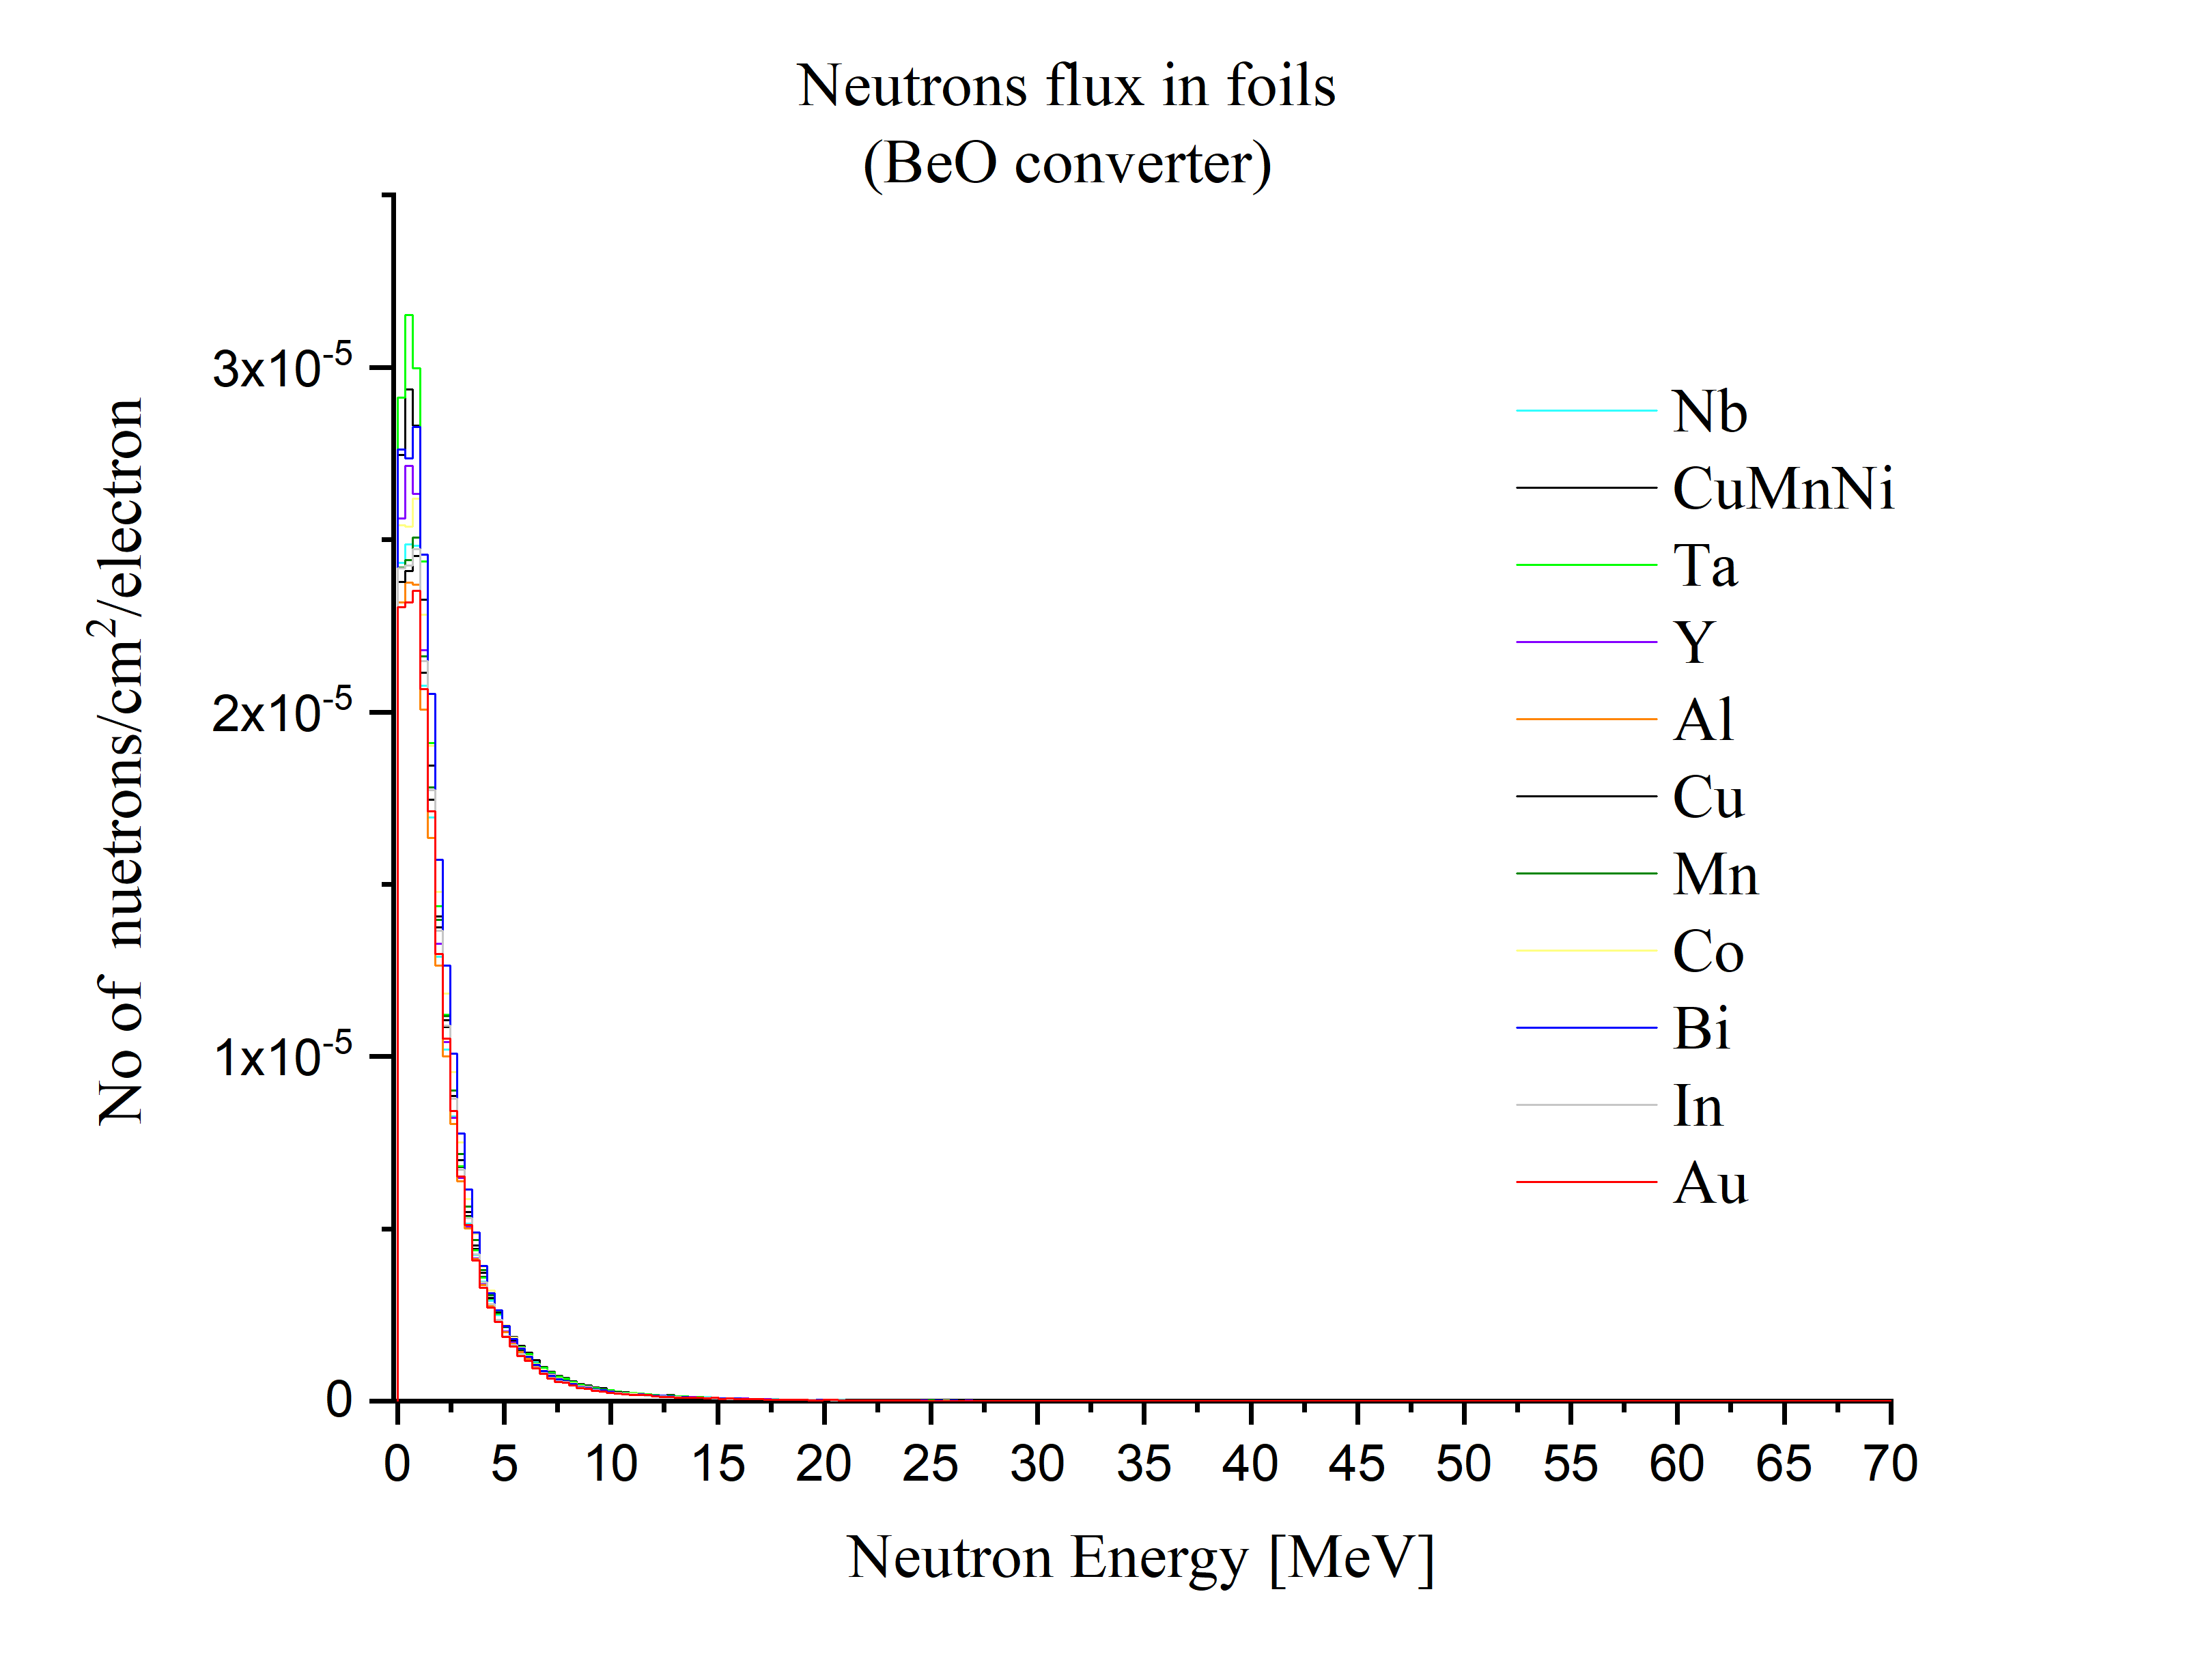 Neutrons flux in foils
(BeO converter)
No of nuetrons/cm²/electron
3x10⁻⁵
2x10⁻⁵
1x10⁻⁵
0
Nb
CuMnNi
Ta
Y
Al
Cu
Mn
Co
Bi
In
Au
0 5 10 15 20 25 30 35 40 45 50 55 60 65 70
Neutron Energy [MeV]